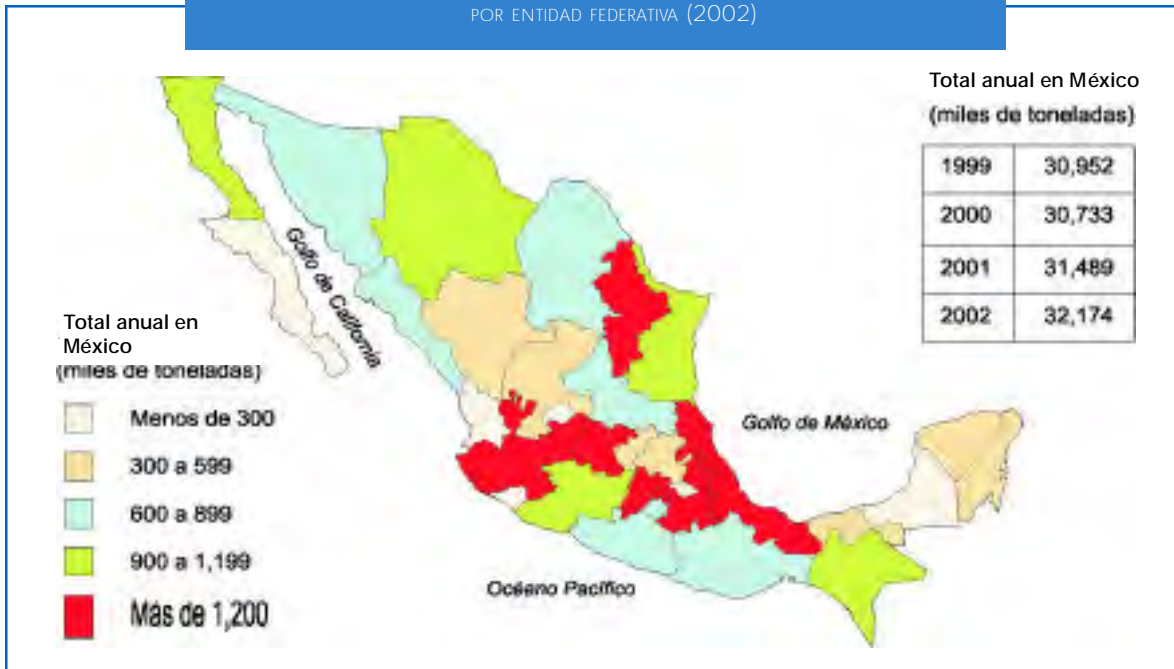 POR ENTIDAD FEDERATIVA (2002)
Total anual en México
(miles de toneladas)
1999 30,952
2000 30,733
2001 31,489
2002 32,174
Golfo de California
Golfo de México
Océano Pacífico
Total anual en
México
(miles de toneladas)
Menos de 300
300 a 599
600 a 899
900 a 1,199
Más de 1,200